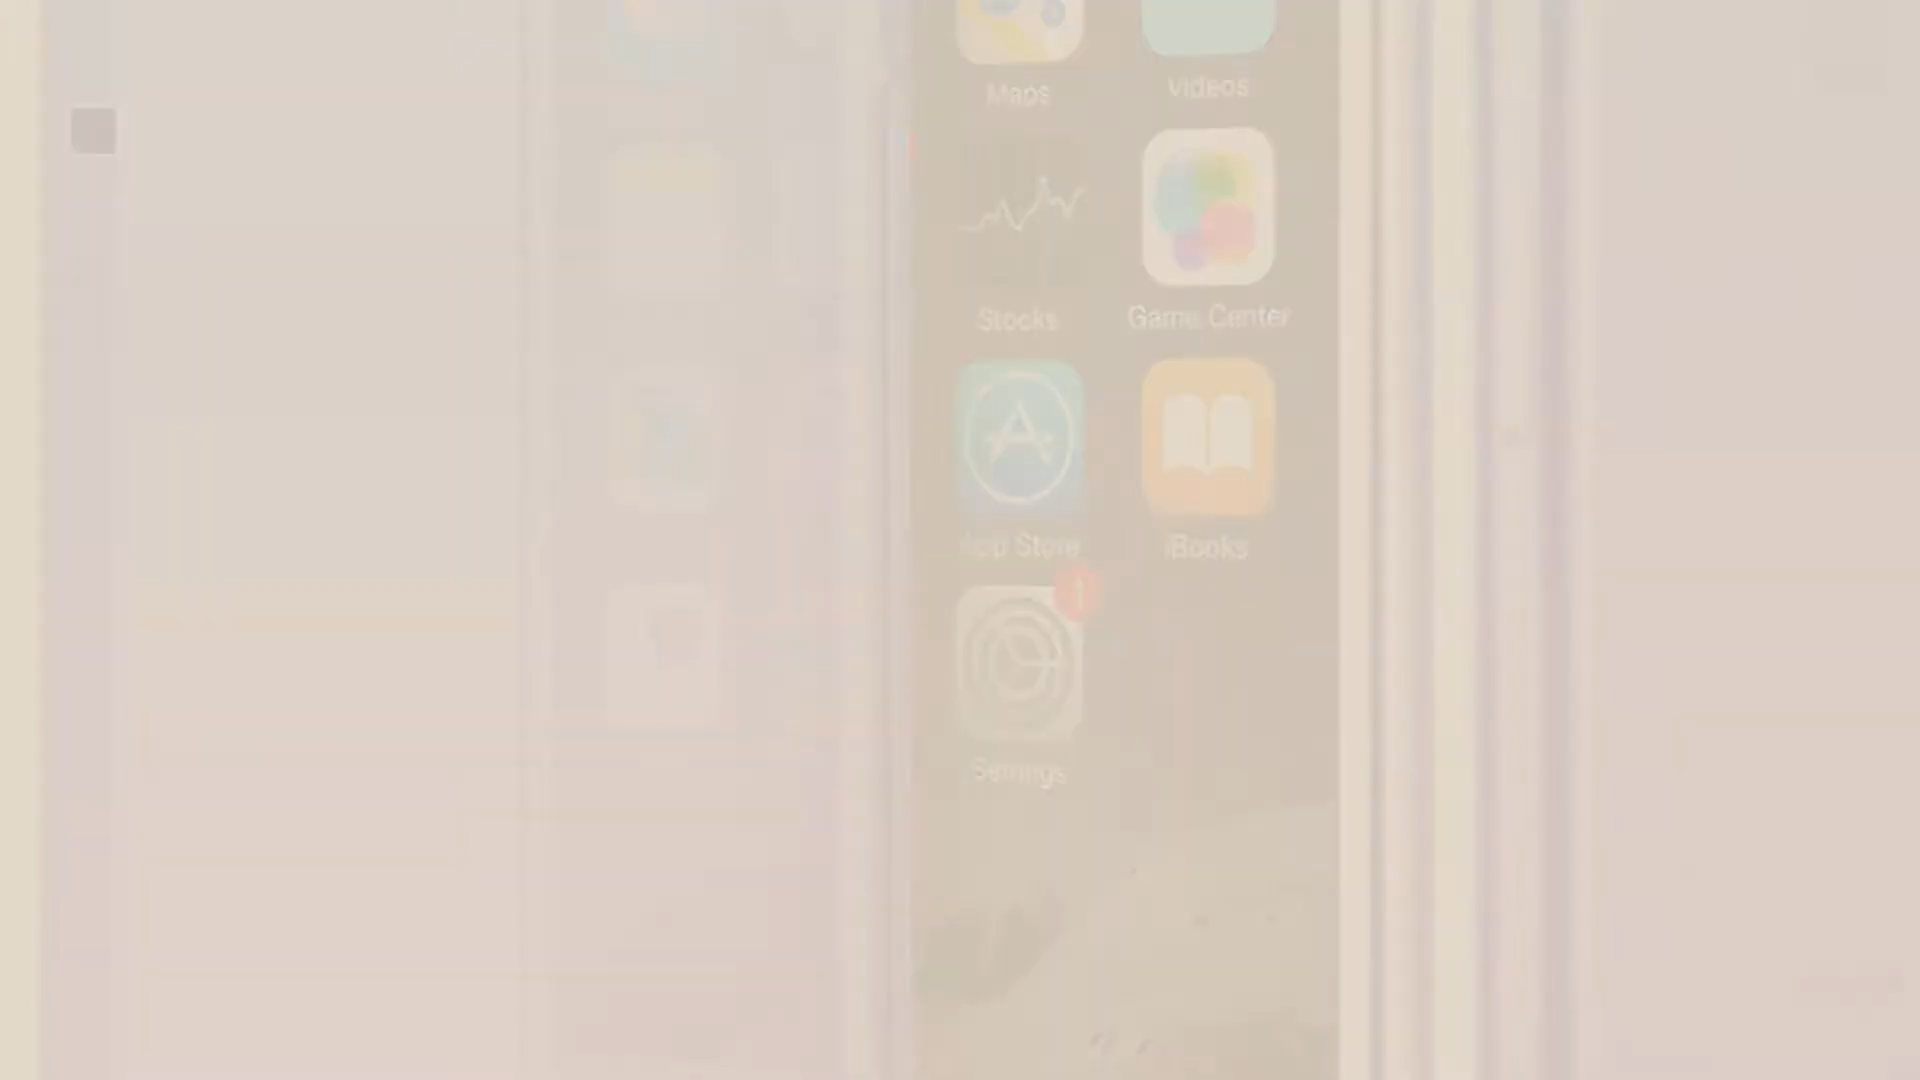 Maps
Videos
Stocks
Game Center
App Store
iBooks
Settings